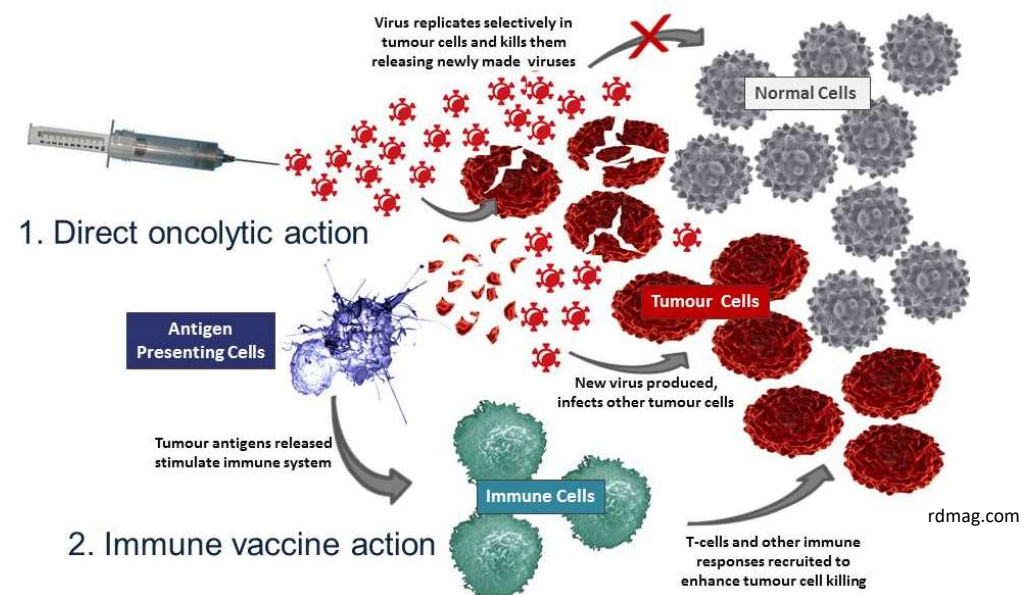 Virus replicates selectively in
tumour cells and kills them
releasing newly made viruses
Normal Cells
1. Direct oncolytic action
Tumour Cells
Antigen
Presenting Cells
New virus produced,
infects other tumour cells
Tumour antigens released
stimulate immune system
Immune Cells
rdmag.com
2. Immune vaccine action
T-cells and other immune
responses recruited to
enhance tumour cell killing